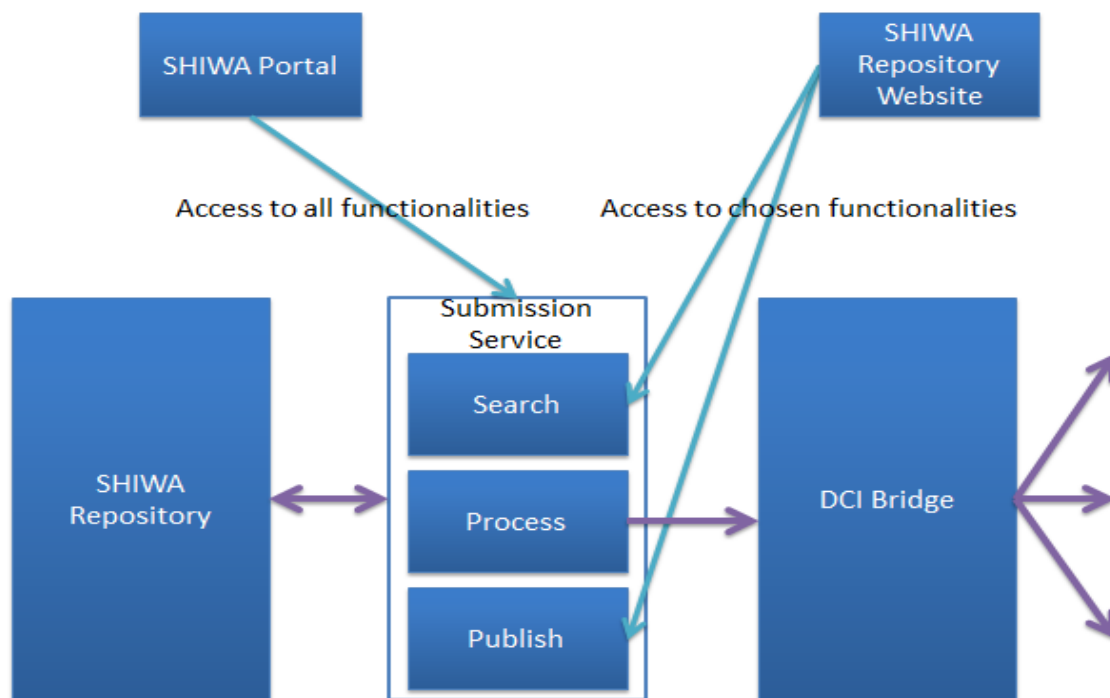 SHIWA Portal
SHIWA
Repository
Website
Access to all functionalities
Access to chosen functionalities
SHIWA
Repository
Submission
Service
Search
Process
Publish
DCI Bridge